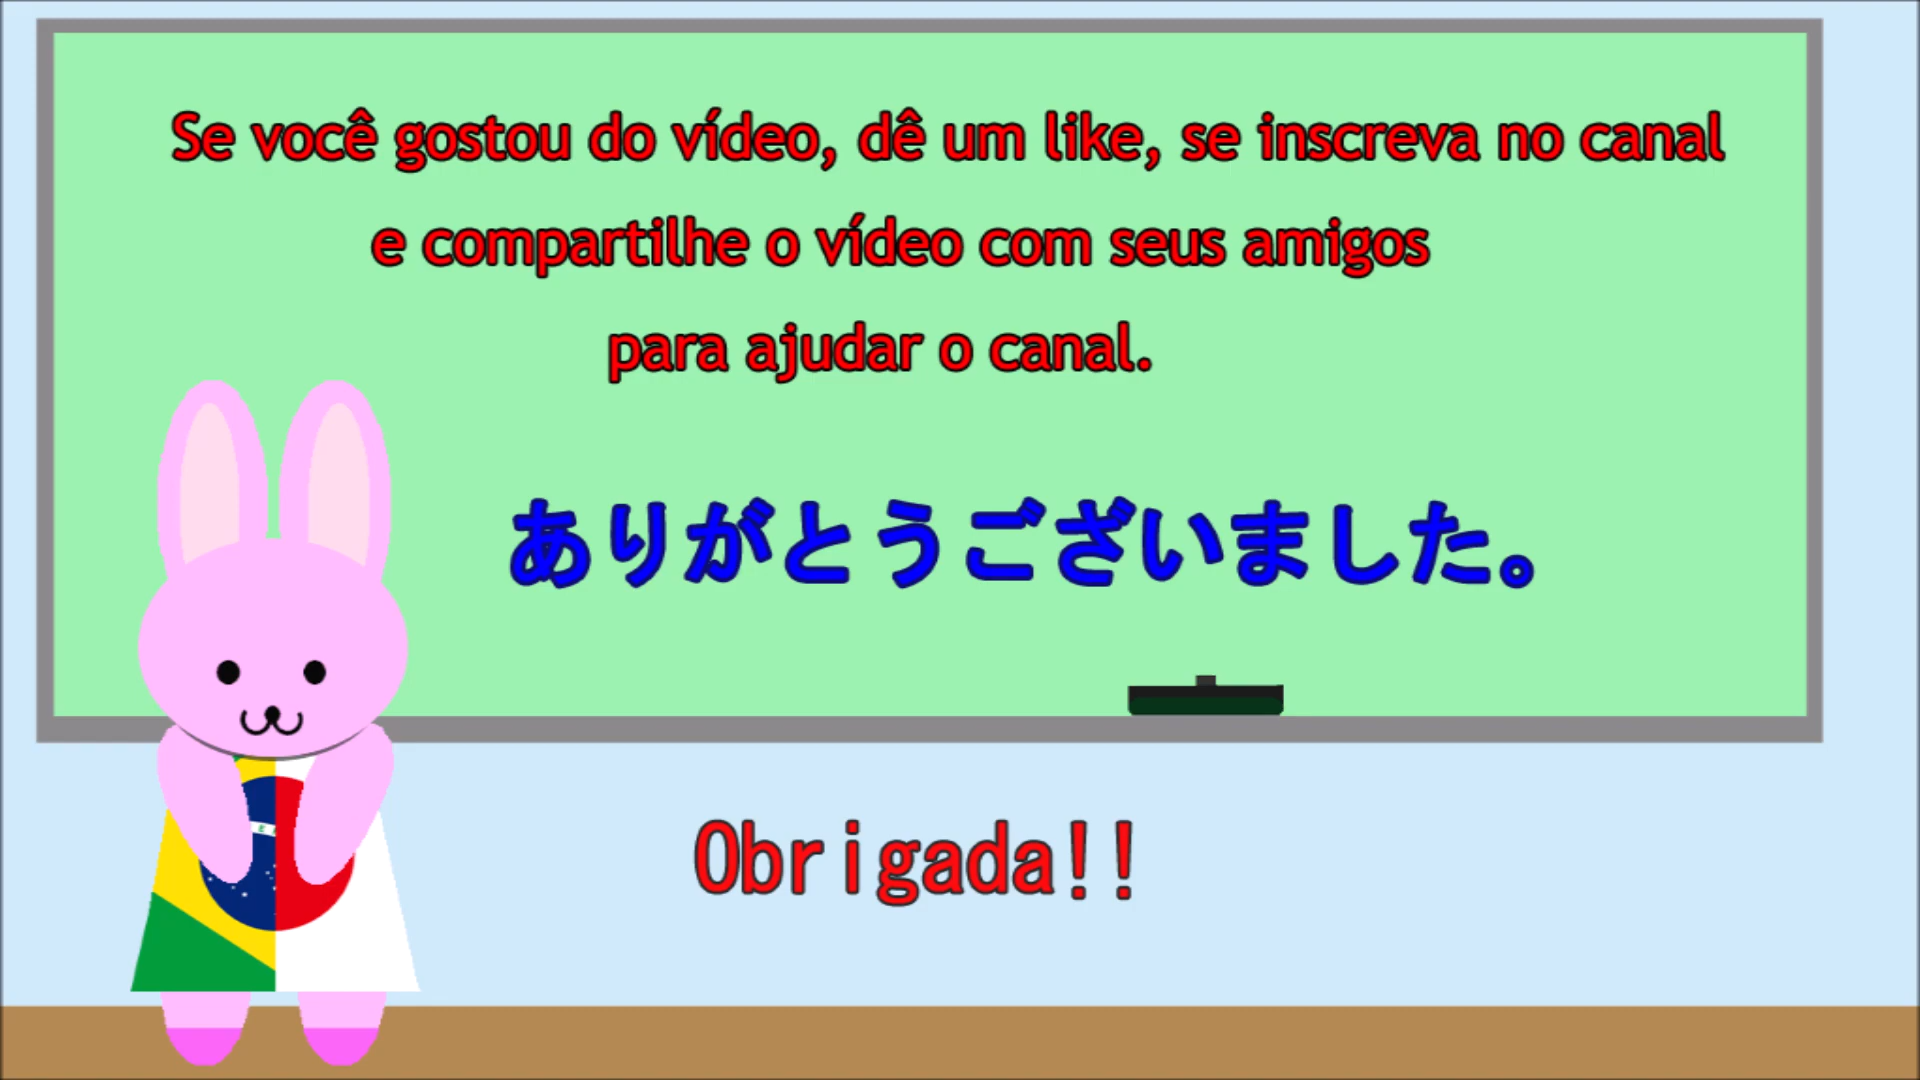 Se você gostou do vídeo, dê um like, se inscreva no canal
e compartilhe o vídeo com seus amigos
para ajudar o canal.
ありがとうございました。
Obrigada!!